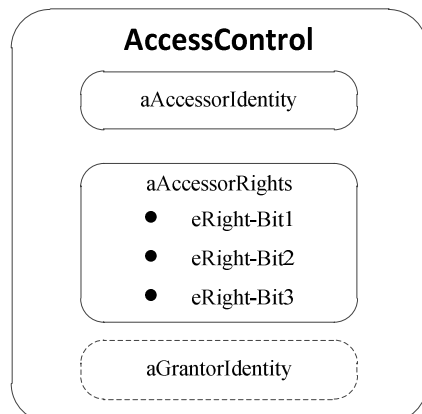 AccessControl
aAccessorIdentity
aAccessorRights
● eRight-Bit1
● eRight-Bit2
● eRight-Bit3
aGrantorIdentity